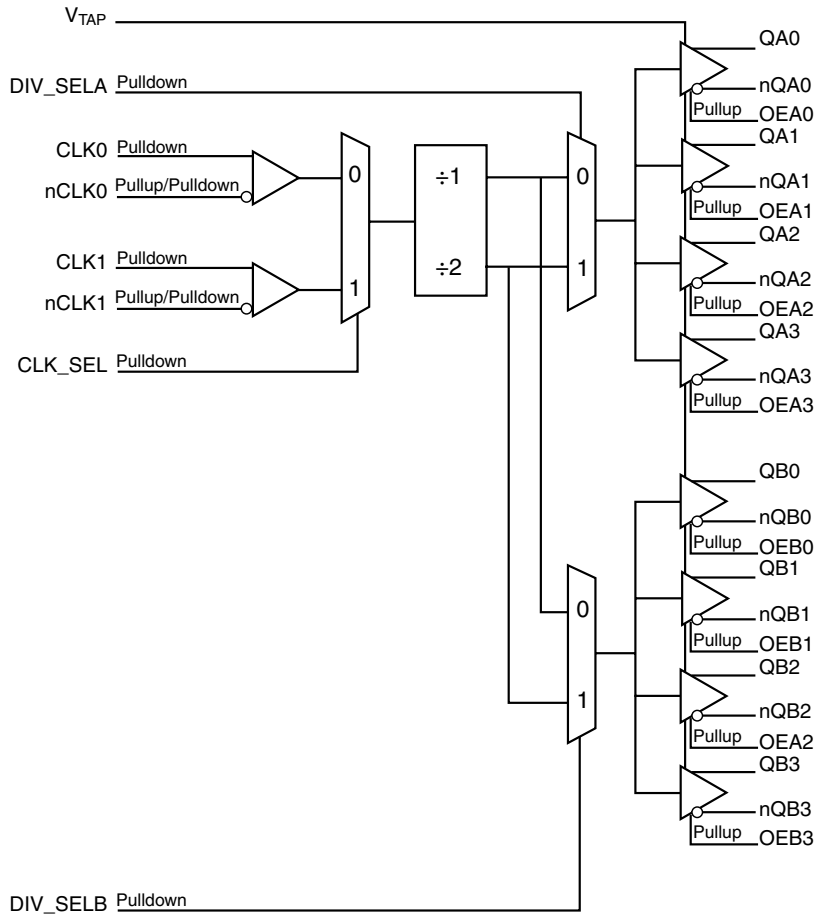 VTAP
DIV_SELA Pulldown
CLK0 Pulldown
nCLK0 Pullup/Pulldown
CLK1 Pulldown
nCLK1 Pullup/Pulldown
CLK_SEL Pulldown
0
1
÷1
÷2
0
1
QA0
nQA0
Pullup OEA0
QA1
nQA1
Pullup OEA1
QA2
nQA2
Pullup OEA2
QA3
nQA3
Pullup OEA3
0
1
QB0
nQB0
Pullup OEB0
QB1
nQB1
Pullup OEB1
QB2
nQB2
Pullup OEA2
QB3
nQB3
Pullup OEB3
DIV_SELB Pulldown